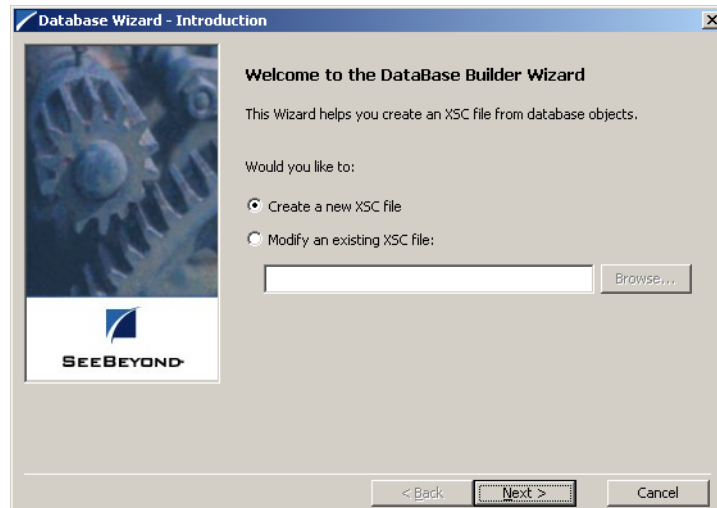 Database Wizard - Introduction
Welcome to the DataBase Builder Wizard
This Wizard helps you create an XSC file from database objects.
Would you like to:
Create a new XSC file
Modify an existing XSC file:
Browse...
SEEBEYOND
< Back Next > Cancel